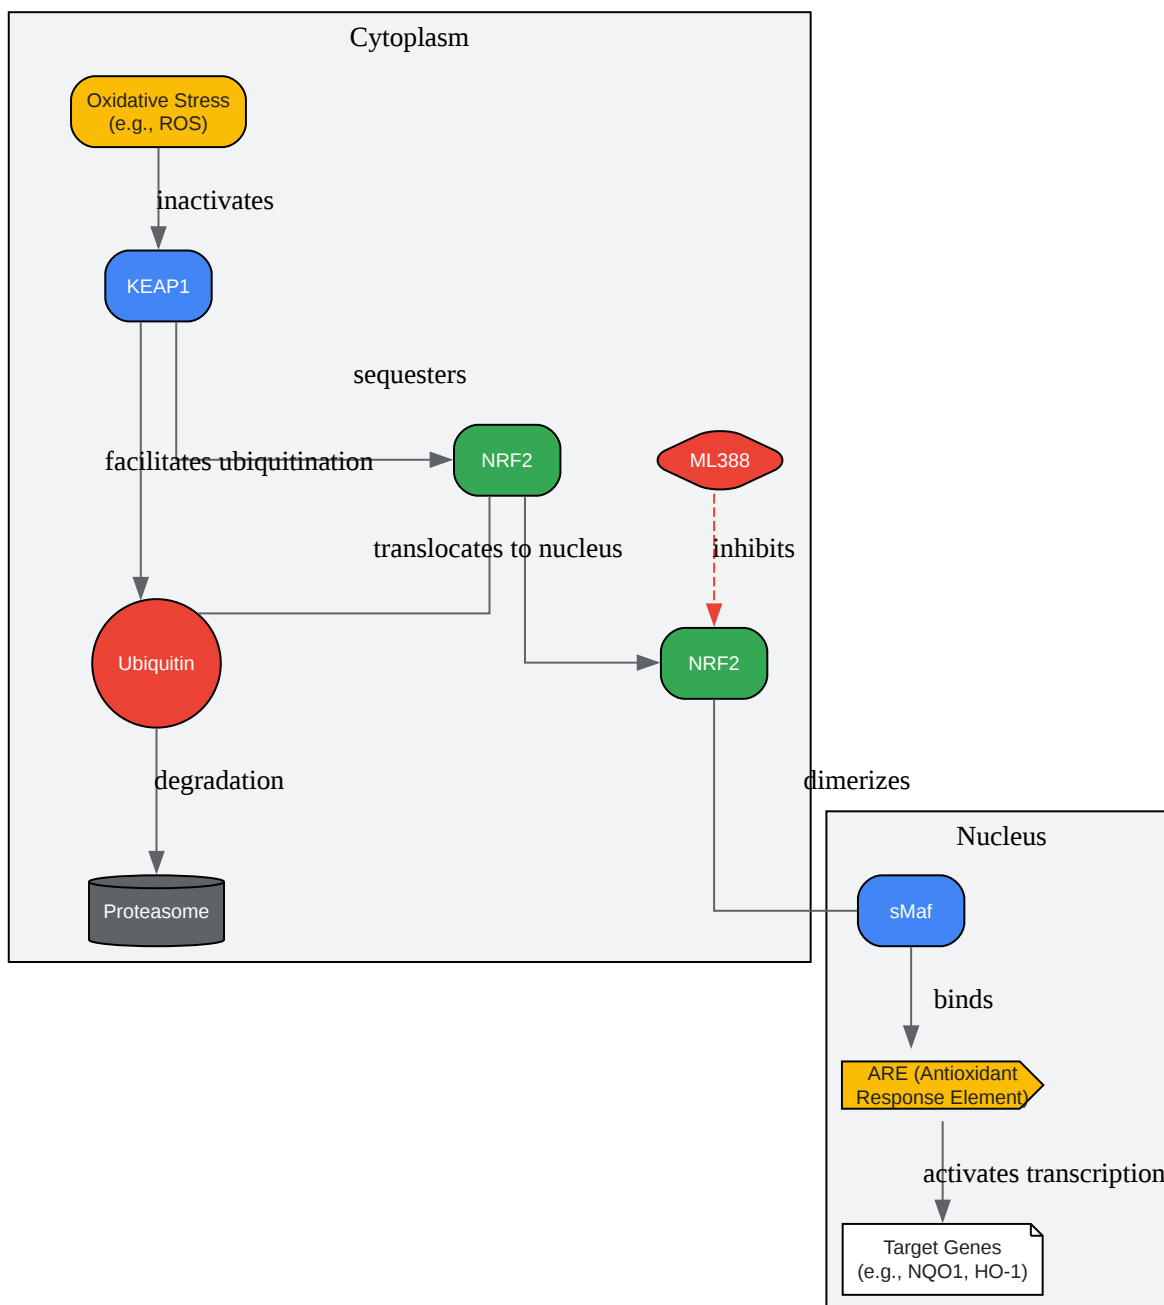 Cytoplasm
Oxidative Stress
(e.g., ROS)
inactivates
KEAP1
sequesters
facilitates ubiquitination
NRF2
ML388
translocates to nucleus
inhibits
Ubiquitin
NRF2
degradation
dimerizes
Nucleus
Proteasome
sMaf
binds
ARE (Antioxidant
Response Element)
activates transcription
Target Genes
(e.g., NQO1, HO-1)